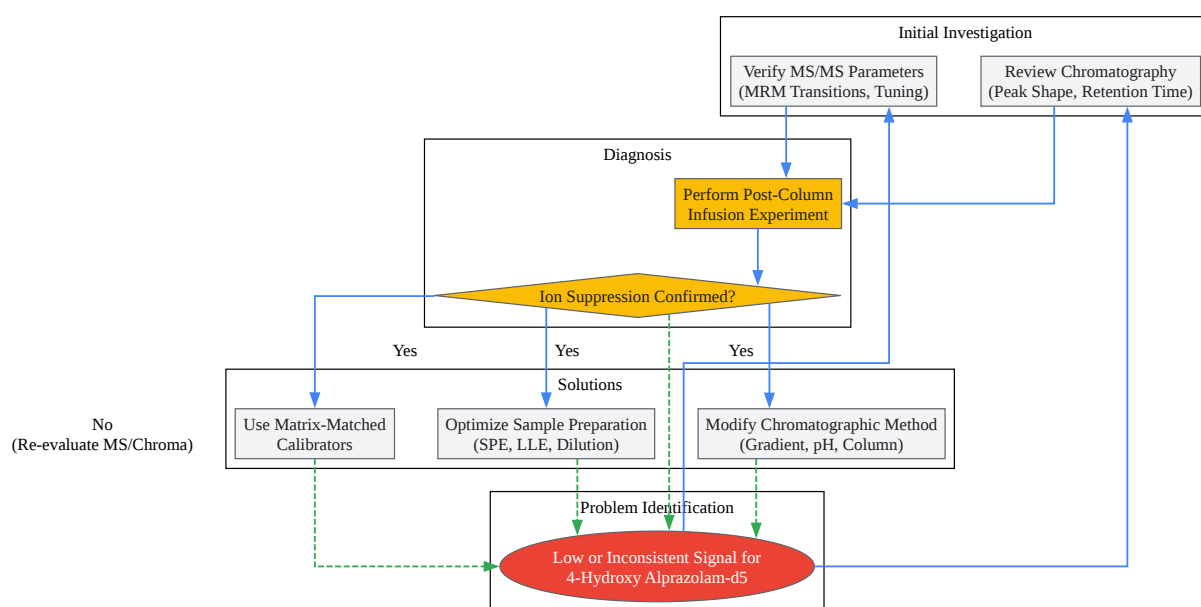 Initial Investigation
Verify MS/MS Parameters
(MRM Transitions, Tuning)
Review Chromatography
(Peak Shape, Retention Time)
Diagnosis
Perform Post-Column
Infusion Experiment
Ion Suppression Confirmed?
Yes
Yes
Yes
Solutions
No
(Re-evaluate MS/Chroma)
Use Matrix-Matched
Calibrators
Optimize Sample Preparation
(SPE, LLE, Dilution)
Modify Chromatographic Method
(Gradient, pH, Column)
Problem Identification
Low or Inconsistent Signal for
4-Hydroxy Alprazolam-d5